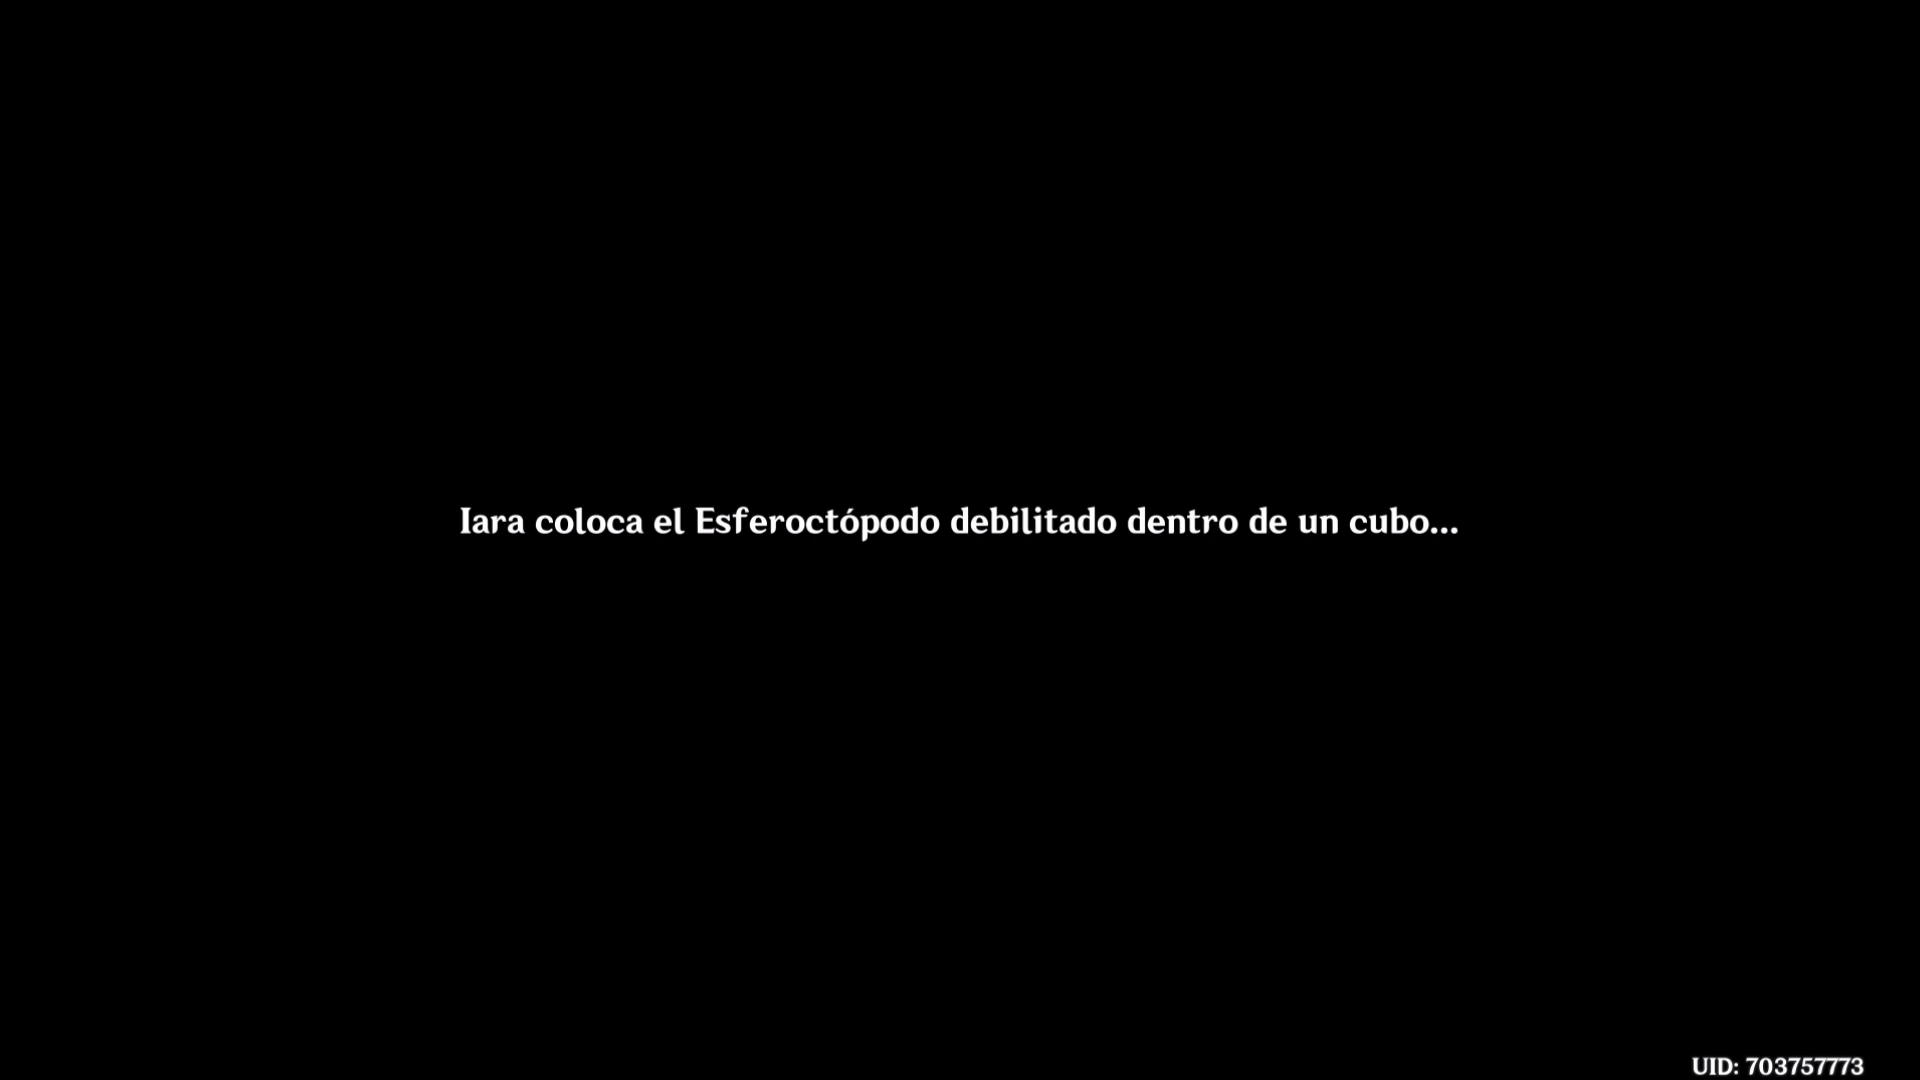 Iara coloca el Esferoctópodo debilitado dentro de un cubo...
UID: 703757773